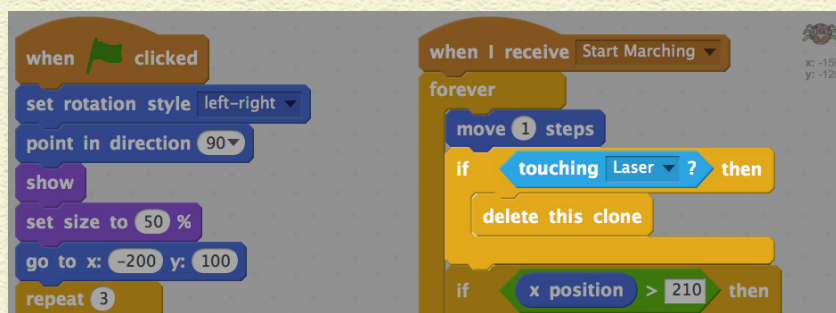 when clicked
set rotation style left-right
point in direction 90
show
set size to 50 %
go to x: -200 y: 100
repeat 3
when I receive Start Marching
forever
move 1 steps
if touching Laser ? then
delete this clone
if x position > 210 then